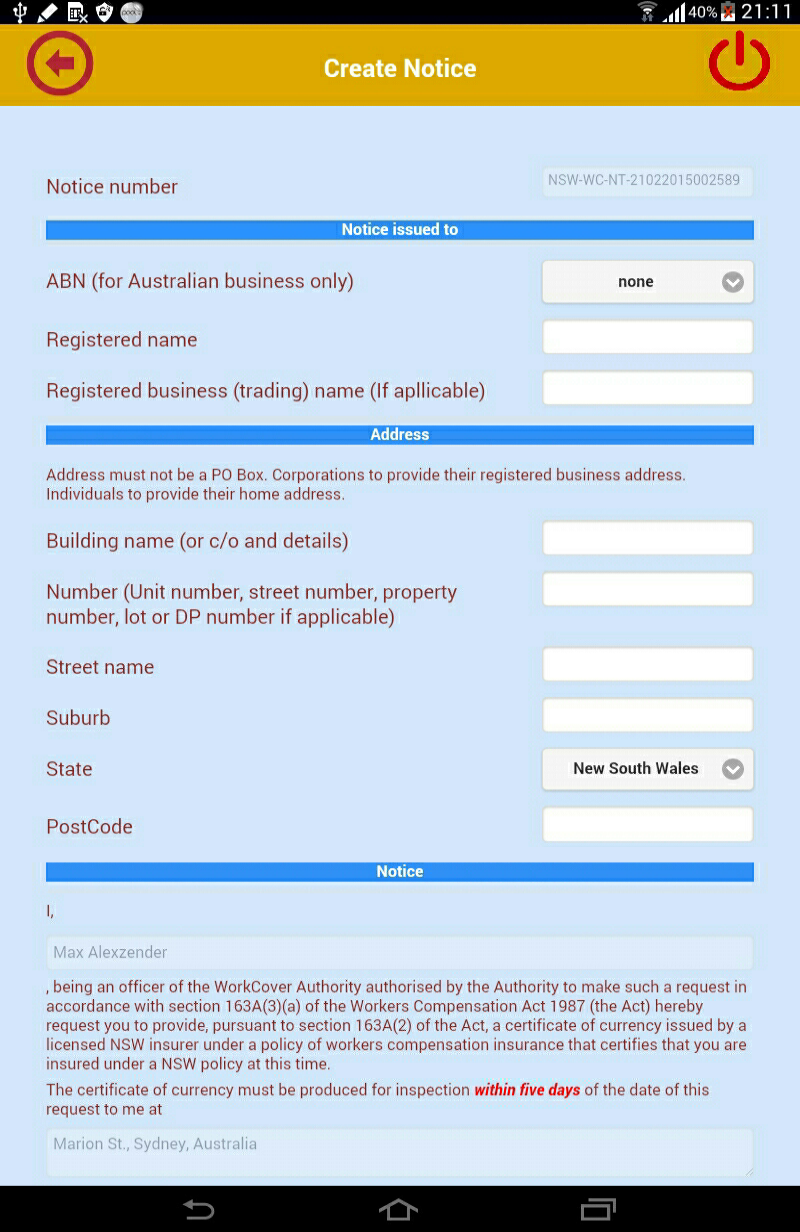 40% 21:11
Create Notice
Notice number
NSW-WC-NT-21022015002589
Notice issued to
ABN (for Australian business only)
none
Registered name
Registered business (trading) name (If apllicable)
Address
Address must not be a PO Box. Corporations to provide their registered business address.
Individuals to provide their home address.
Building name (or c/o and details)
Number (Unit number, street number, property
number, lot or DP number if applicable)
Street name
Suburb
State
New South Wales
PostCode
Notice
I,
Max Alexzender
, being an officer of the WorkCover Authority authorised by the Authority to make such a request in
accordance with section 163A(3)(a) of the Workers Compensation Act 1987 (the Act) hereby
request you to provide, pursuant to section 163A(2) of the Act, a certificate of currency issued by a
licensed NSW insurer under a policy of workers compensation insurance that certifies that you are
insured under a NSW policy at this time.
The certificate of currency must be produced for inspection within five days of the date of this
request to me at
Marion St., Sydney, Australia